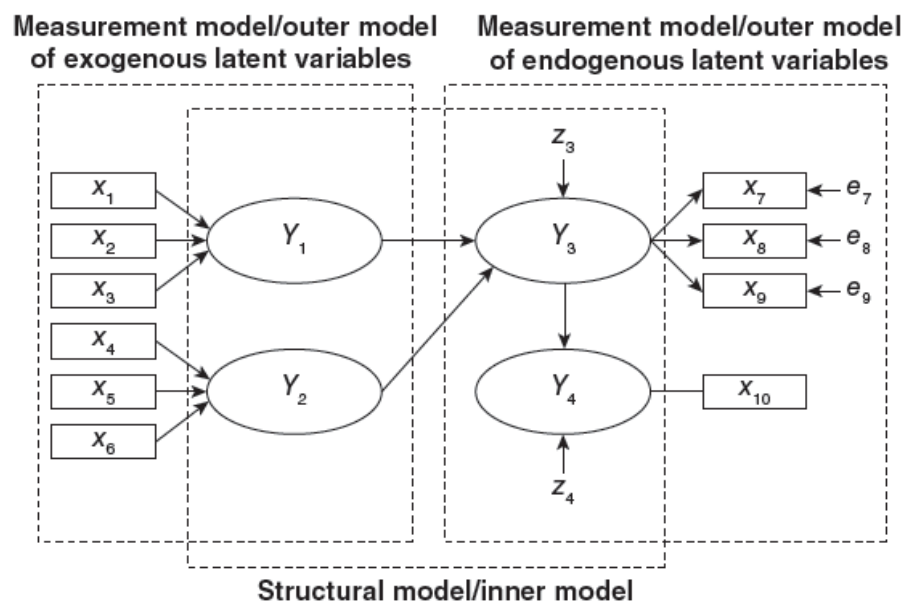 Measurement model/outer model
of exogenous latent variables
Measurement model/outer model
of endogenous latent variables
z₃
x₁
x₂
x₃
x₄
x₅
x₆
Y₁
Y₂
Y₃
Y₄
x₇
e₇
x₈
e₈
x₉
e₉
x₁₀
z₄
Structural model/inner model